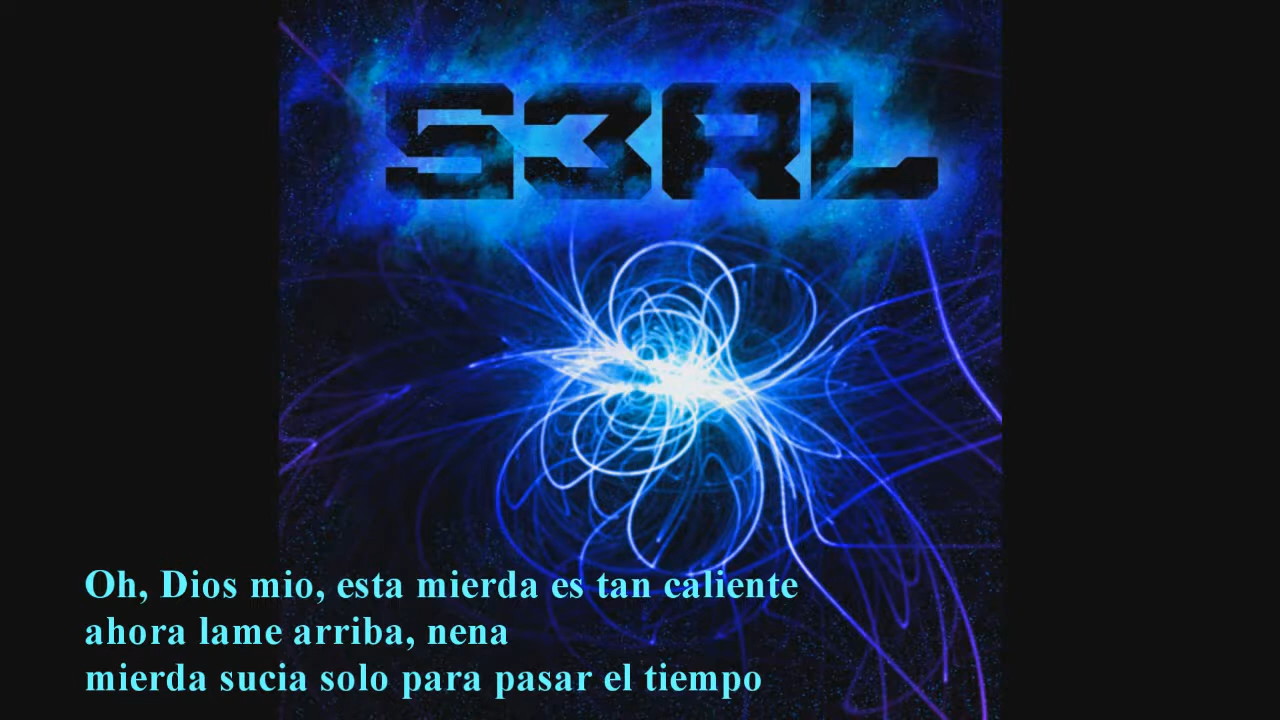 S3RL
Oh, Dios mio, esta mierda es tan caliente
ahora lame arriba, nena
mierda sucia solo para pasar el tiempo